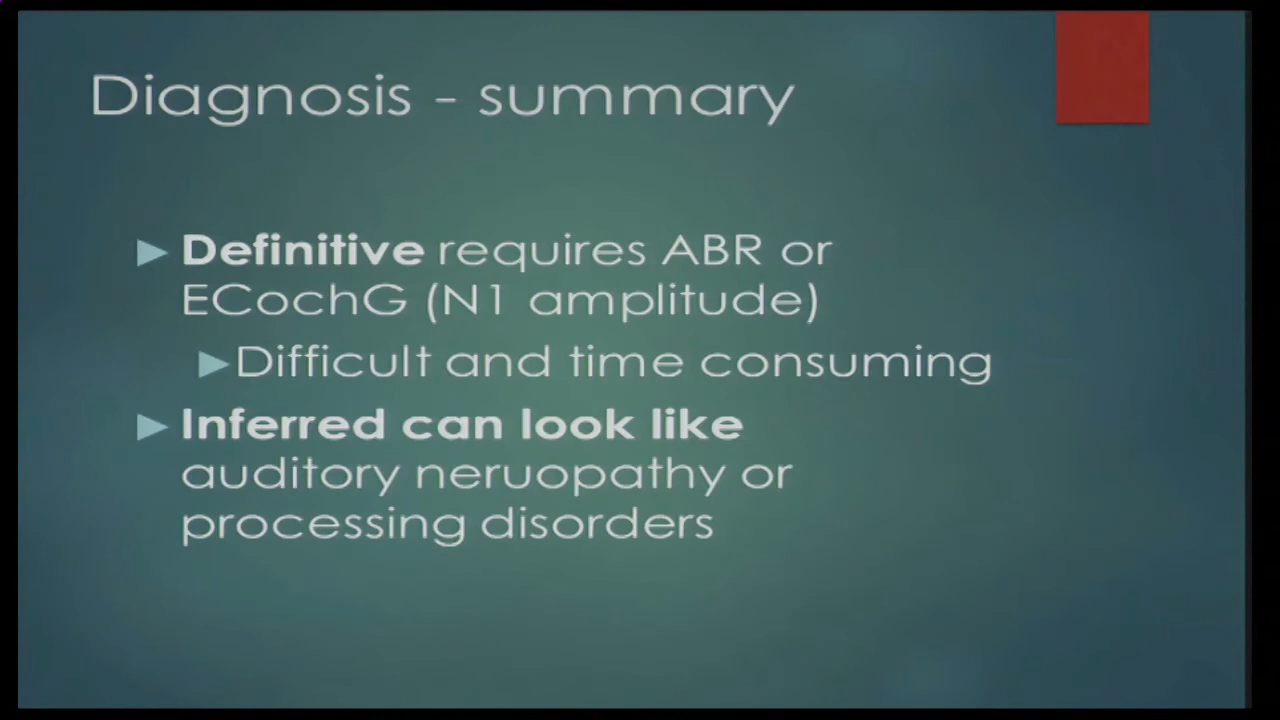 Diagnosis - summary
Definitive requires ABR or
ECochG (N1 amplitude)
Difficult and time consuming
Inferred can look like
auditory neruopathy or
processing disorders